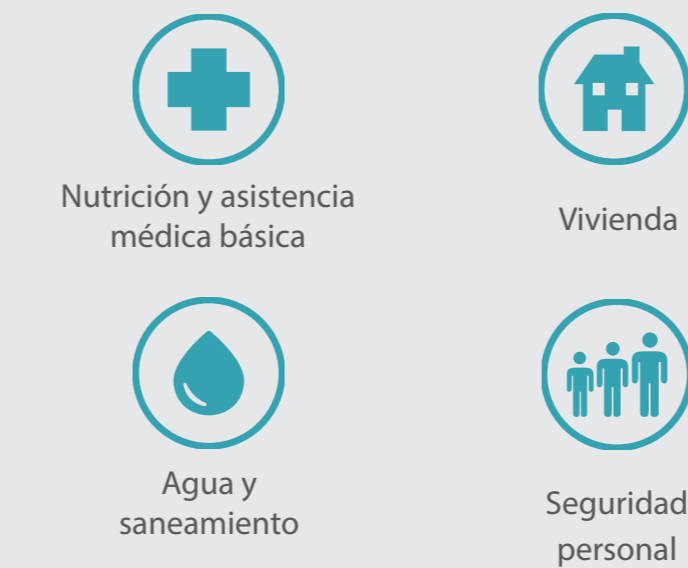 Nutrición y asistencia
médica básica
Vivienda
Agua y
saneamiento
Seguridad
personal